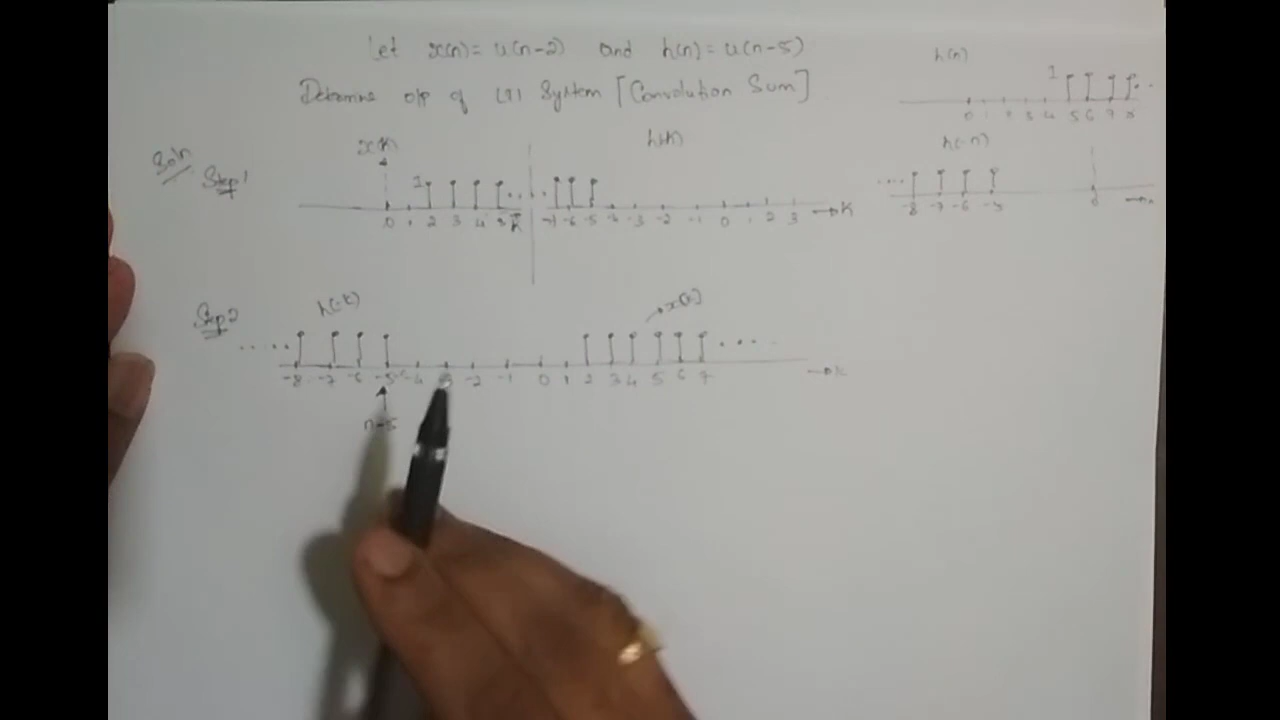 Let x(n) = u(n-2) and h(n) = u(n-5)
Determine o/p of LTI System [Convolution Sum]
h(n)
1
0 1 2 3 4 5 6 7 8
Soln
Step 1
x(k)
1
0 1 2 3 4 5 k
h(-k)
-7 -6 -5 -4 -3 -2 -1 0 1 2 3 → k
h(-n)
-8 -7 -6 -5 0 → n
Step 2
h(-k)
x(k)
-8 -7 -6 -5 -4 -2 -1 0 1 2 3 4 5 6 7 → k
n-5